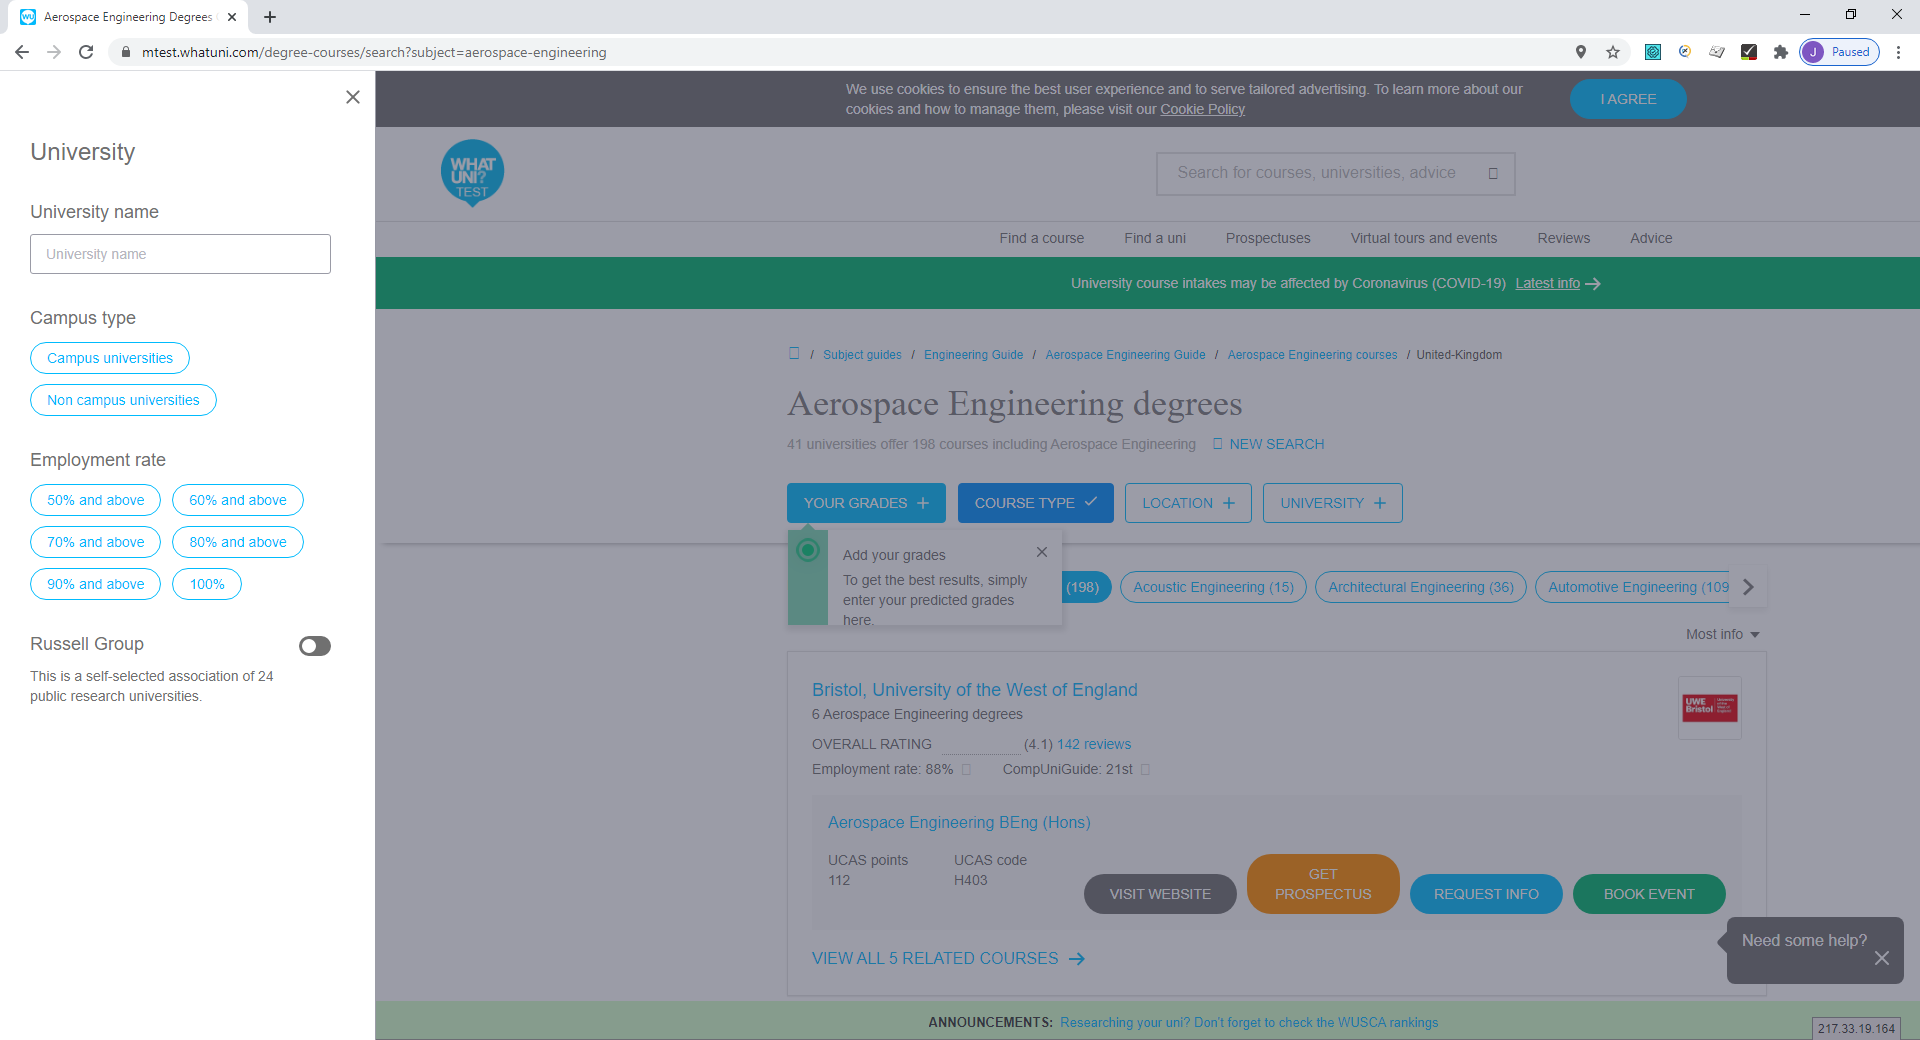 Aerospace Engineering Degrees
mtest.whatuni.com/degree-courses/search?subject=aerospace-engineering
J Paused
We use cookies to ensure the best user experience and to serve tailored advertising. To learn more about our
cookies and how to manage them, please visit our Cookie Policy
I AGREE
University
University name
University name
Campus type
Campus universities
Non campus universities
Employment rate
50% and above 60% and above
70% and above 80% and above
90% and above 100%
Russell Group
This is a self-selected association of 24
public research universities.
WHAT
UNI?
TEST
Search for courses, universities, advice
Find a course Find a uni Prospectuses Virtual tours and events Reviews Advice
University course intakes may be affected by Coronavirus (COVID-19) Latest info
/ Subject guides / Engineering Guide / Aerospace Engineering Guide / Aerospace Engineering courses / United-Kingdom
Aerospace Engineering degrees
41 universities offer 198 courses including Aerospace Engineering NEW SEARCH
YOUR GRADES COURSE TYPE LOCATION UNIVERSITY
Add your grades
To get the best results, simply
enter your predicted grades
here.
(198) Acoustic Engineering (15) Architectural Engineering (36) Automotive Engineering (109
Most info
Bristol, University of the West of England
6 Aerospace Engineering degrees
OVERALL RATING (4.1) 142 reviews
Employment rate: 88% CompUniGuide: 21st
UWE
Bristol
Aerospace Engineering BEng (Hons)
UCAS points UCAS code
112 H403
VISIT WEBSITE
GET
PROSPECTUS
REQUEST INFO
BOOK EVENT
VIEW ALL 5 RELATED COURSES
Need some help?
ANNOUNCEMENTS: Researching your uni? Don't forget to check the WUSCA rankings
217.33.19.164